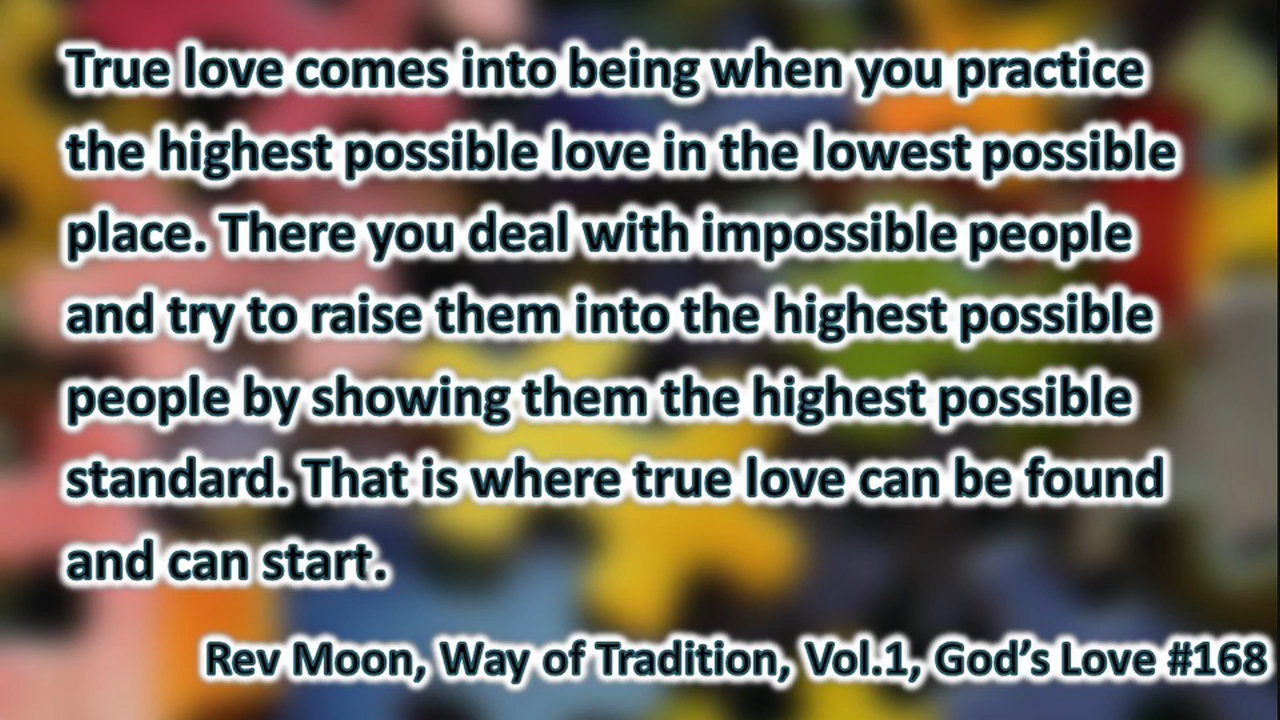 True love comes into being when you practice
the highest possible love in the lowest possible
place. There you deal with impossible people
and try to raise them into the highest possible
people by showing them the highest possible
standard. That is where true love can be found
and can start.
Rev Moon, Way of Tradition, Vol.1, God’s Love #168